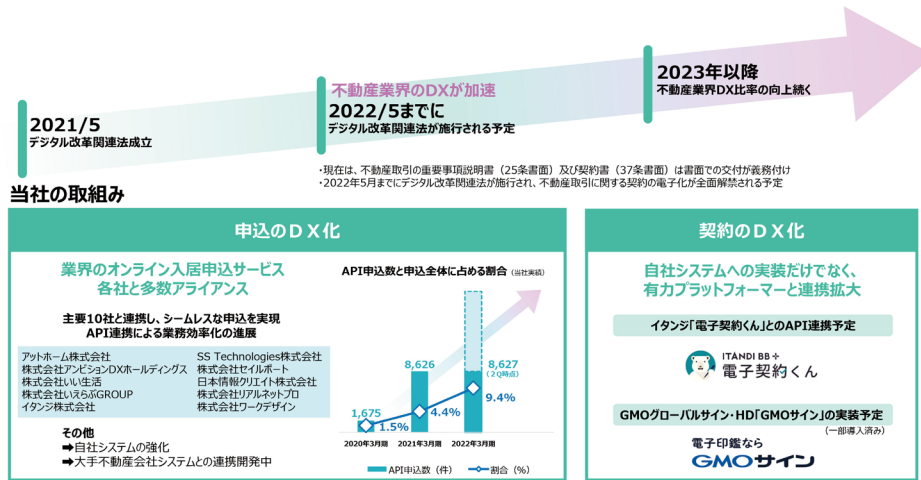 2021/5
デジタル改革関連法成立
不動産業界のDXが加速
2022/5までに
デジタル改革関連法が施行される予定
2023年以降
不動産業界DX比率の向上続く
・現在は、不動産取引の重要事項説明書（25条書面）及び契約書（37条書面）は書面での交付が義務付け
・2022年5月までにデジタル改革関連法が施行され、不動産取引に関する契約の電子化が全面解禁される予定
当社の取組み
申込のＤＸ化
業界のオンライン入居申込サービス
各社と多数アライアンス
主要10社と連携し、シームレスな申込を実現
API連携による業務効率化の進展
アットホーム株式会社
株式会社アンビションDXホールディングス
株式会社いい生活
株式会社いえらぶGROUP
イタンジ株式会社
SS Technologies株式会社
株式会社セイルボート
日本情報クリエイト株式会社
株式会社リアルネットプロ
株式会社ワークデザイン
その他
➡自社システムの強化
➡大手不動産会社システムとの連携開発中
API申込数と申込全体に占める割合（当社実績）
1,675
8,626
8,627
（2Q時点）
1.5%
4.4%
9.4%
2020年3月期
2021年3月期
2022年3月期
API申込数（件）
割合（%）
契約のＤＸ化
自社システムへの実装だけでなく、
有力プラットフォーマーと連携拡大
イタンジ「電子契約くん」とのAPI連携予定
ITANDI BB＋
電子契約くん
GMOグローバルサイン・HD「GMOサイン」の実装予定
（一部導入済み）
電子印鑑なら
GMOサイン